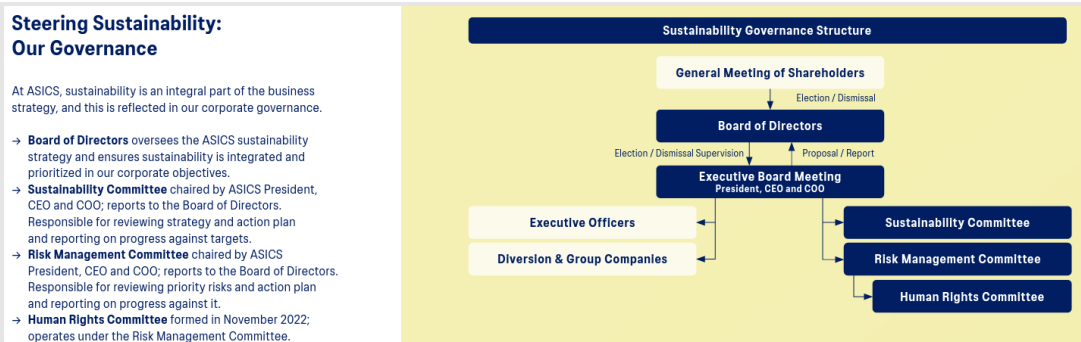 Steering Sustainability:
Our Governance
At ASICS, sustainability is an integral part of the business
strategy, and this is reflected in our corporate governance.
→ Board of Directors oversees the ASICS sustainability
strategy and ensures sustainability is integrated and
prioritized in our corporate objectives.
→ Sustainability Committee chaired by ASICS President,
CEO and COO; reports to the Board of Directors.
Responsible for reviewing strategy and action plan
and reporting on progress against targets.
→ Risk Management Committee chaired by ASICS
President, CEO and COO; reports to the Board of Directors.
Responsible for reviewing priority risks and action plan
and reporting on progress against it.
→ Human Rights Committee formed in November 2022;
operates under the Risk Management Committee.
Sustainability Governance Structure
General Meeting of Shareholders
Election / Dismissal
Board of Directors
Election / Dismissal Supervision
Proposal / Report
Executive Board Meeting
President, CEO and COO
Executive Officers
Diversion & Group Companies
Sustainability Committee
Risk Management Committee
Human Rights Committee